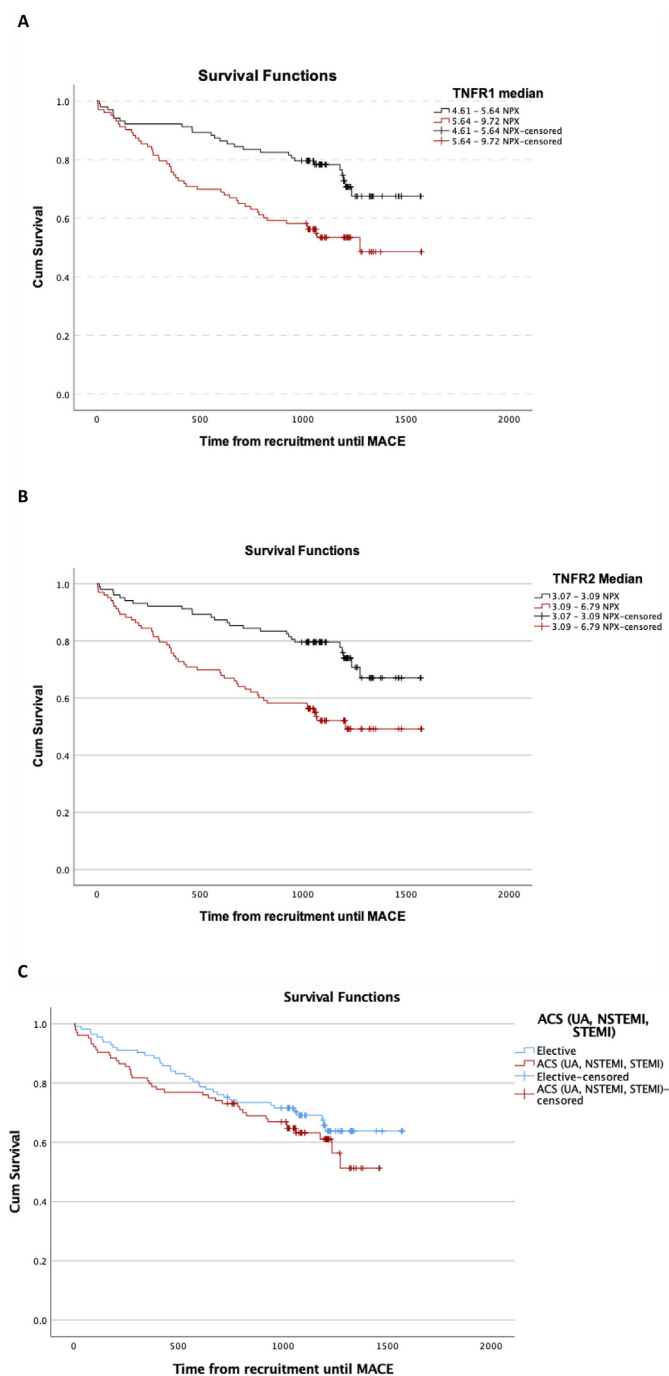 A
Survival Functions
TNFR1 median
4.61 – 5.64 NPX
5.64 – 9.72 NPX
4.61 – 5.64 NPX-censored
5.64 – 9.72 NPX-censored
1.0
0.8
0.6
0.4
0.2
0.0
Cum Survival
0 500 1000 1500 2000
Time from recruitment until MACE
B
Survival Functions
TNFR2 Median
3.07 – 3.09 NPX
3.09 – 6.79 NPX
3.07 – 3.09 NPX-censored
3.09 – 6.79 NPX-censored
1.0
0.8
0.6
0.4
0.2
0.0
Cum Survival
0 500 1000 1500 2000
Time from recruitment until MACE
C
Survival Functions
ACS (UA, NSTEMI,
STEMI)
Elective
ACS (UA, NSTEMI, STEMI)
Elective-censored
ACS (UA, NSTEMI, STEMI)-
censored
1.0
0.8
0.6
0.4
0.2
0.0
Cum Survival
0 500 1000 1500 2000
Time from recruitment until MACE